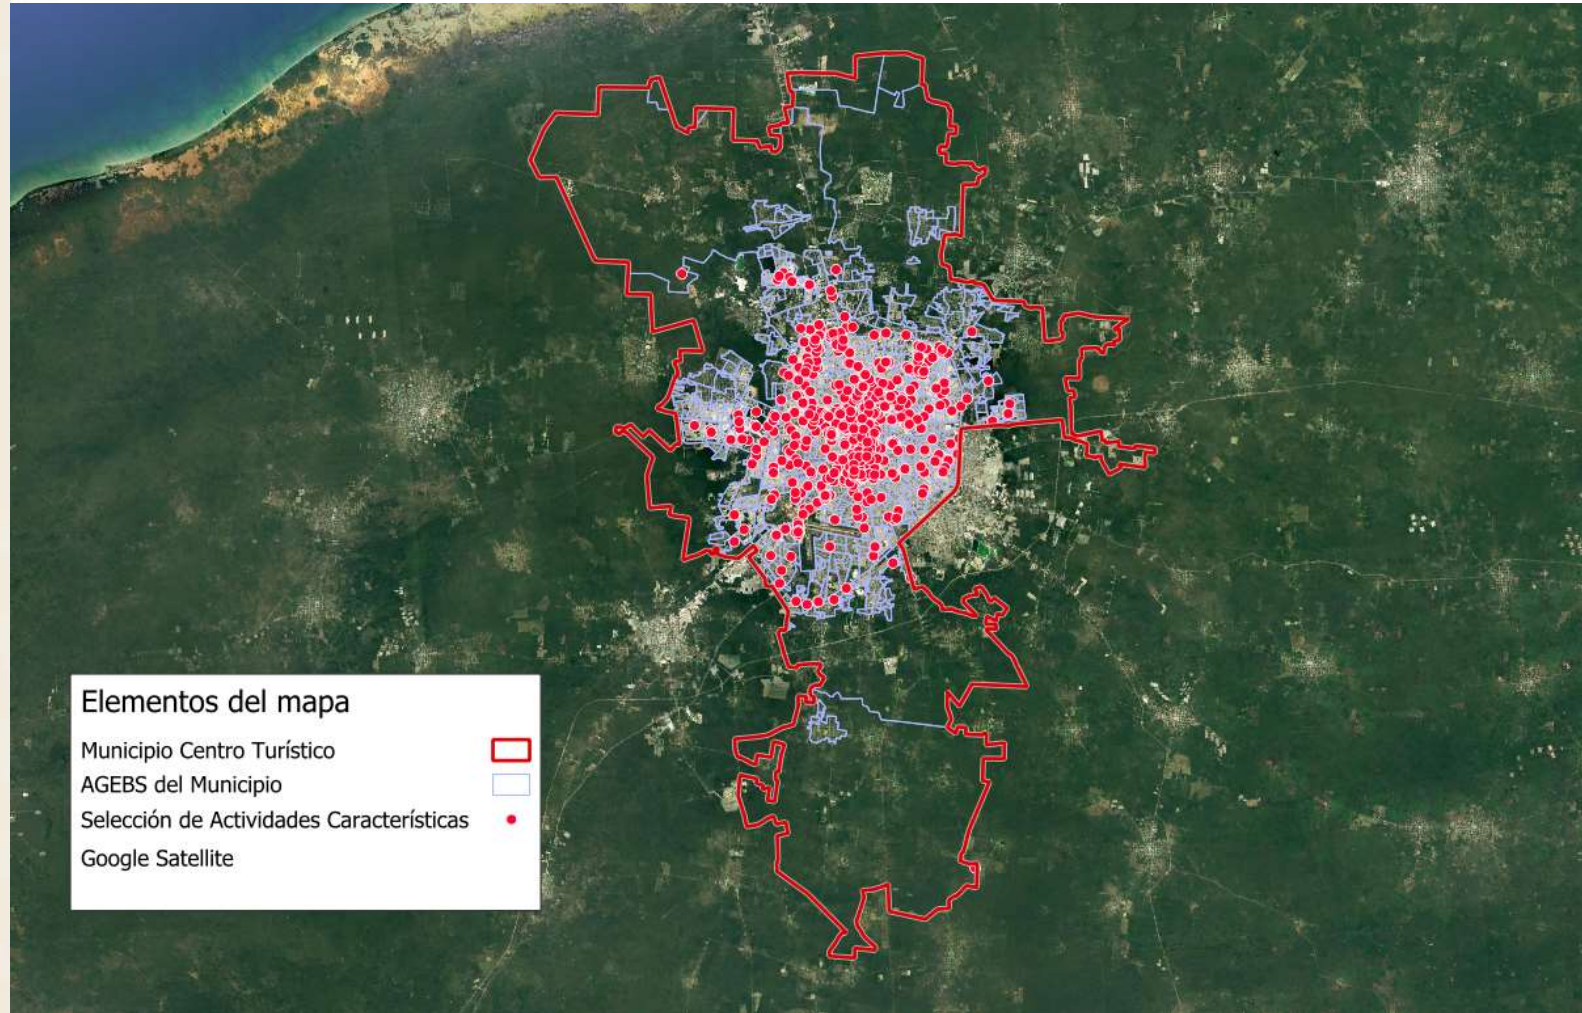 Elementos del mapa
Municipio Centro Turístico
AGEBS del Municipio
Selección de Actividades Características
Google Satellite